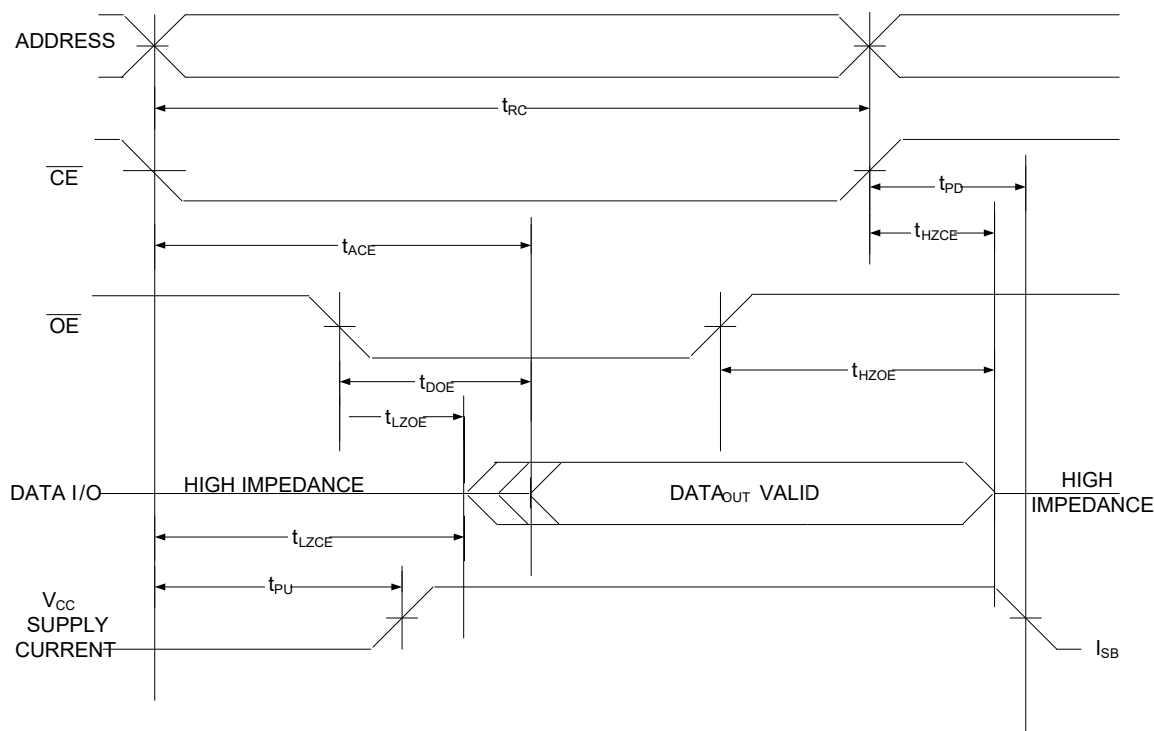 ADDRESS
tRC
CE
tPD
tHZCE
tACE
OE
tDOE
tHZOE
tLZOE
DATA I/O
HIGH IMPEDANCE
DATAOUT VALID
HIGH
IMPEDANCE
tLZCE
tPU
VCC
SUPPLY
CURRENT
ISB